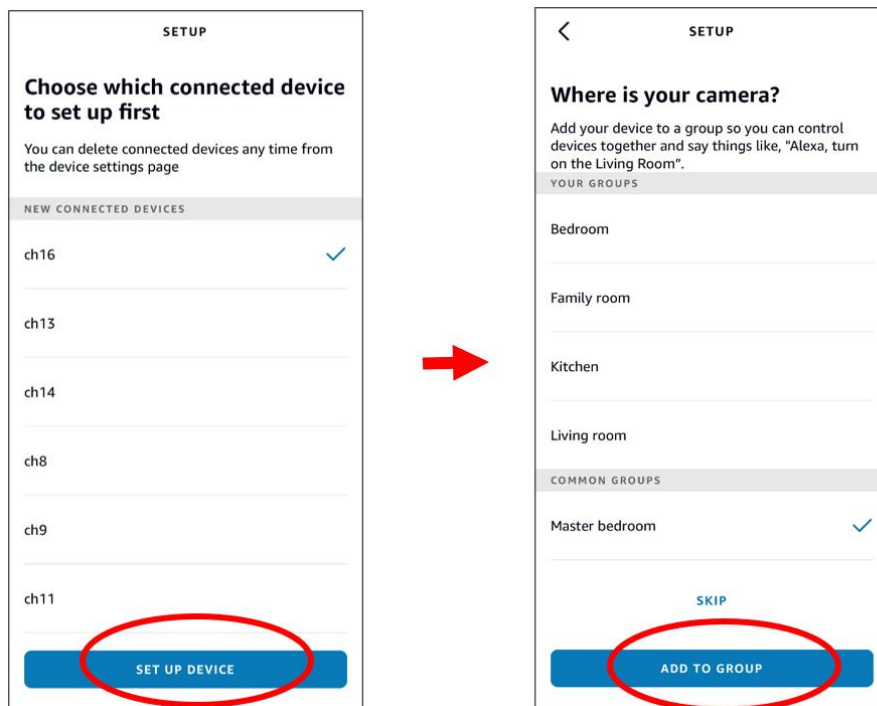 SETUP
Choose which connected device
to set up first
You can delete connected devices any time from
the device settings page
NEW CONNECTED DEVICES
ch16
ch13
ch14
ch8
ch9
ch11
SET UP DEVICE
SETUP
Where is your camera?
Add your device to a group so you can control
devices together and say things like, "Alexa, turn
on the Living Room".
YOUR GROUPS
Bedroom
Family room
Kitchen
Living room
COMMON GROUPS
Master bedroom
SKIP
ADD TO GROUP